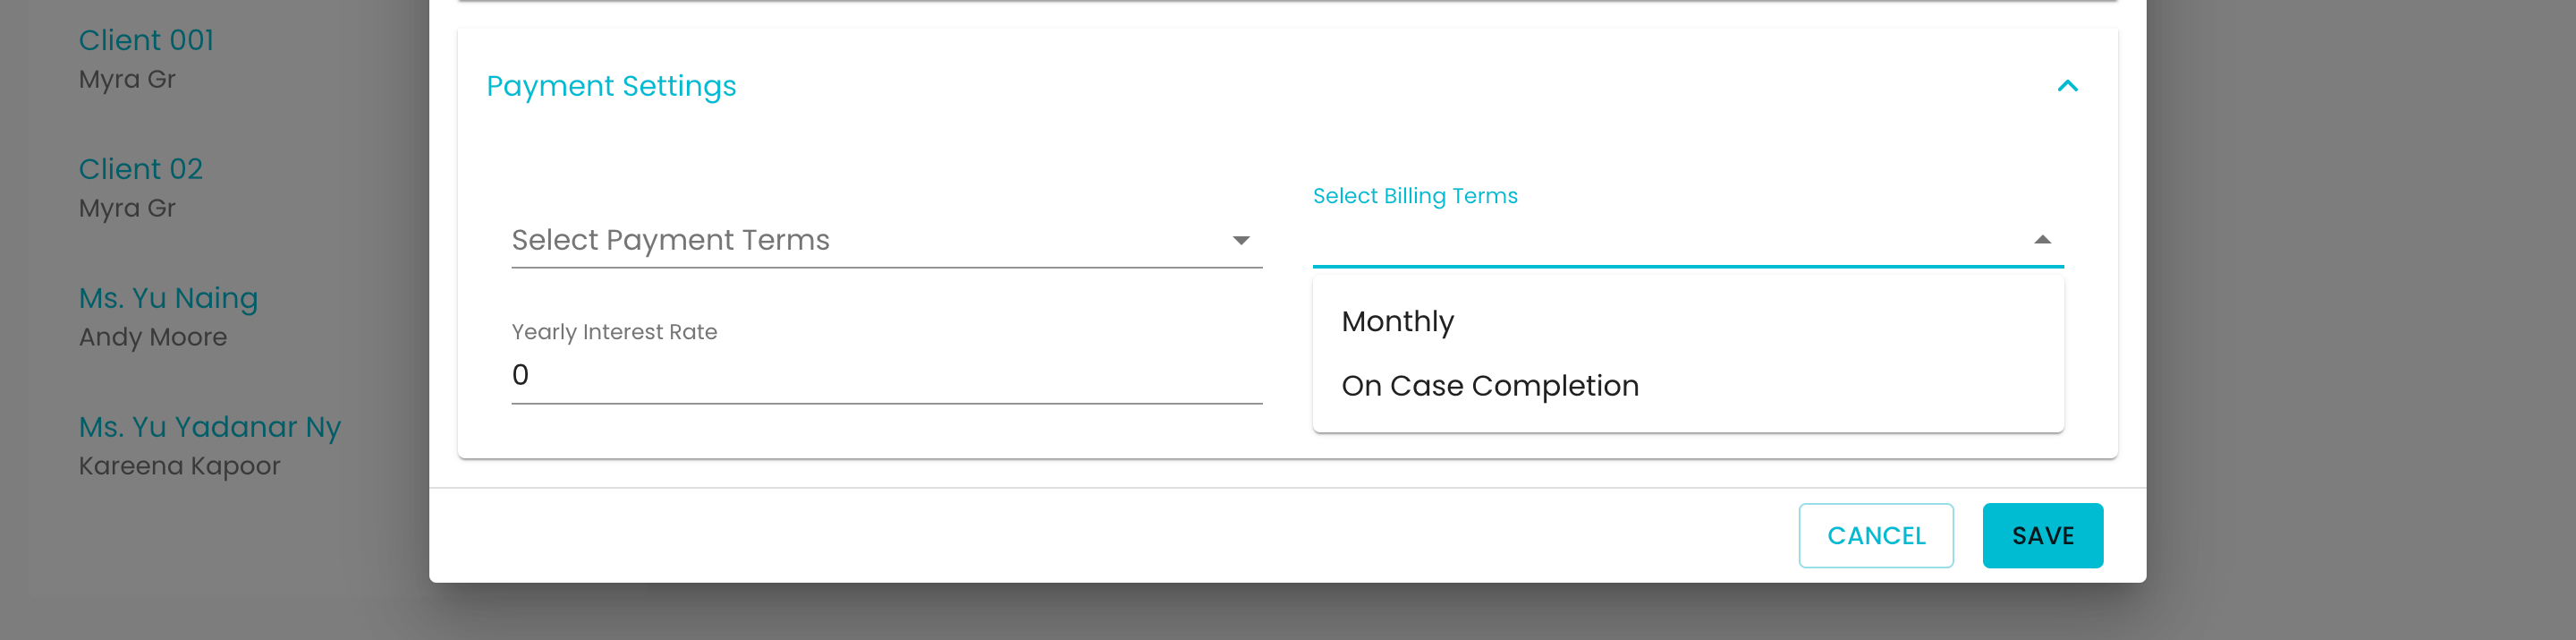 Client 001
Myra Gr
Client 02
Myra Gr
Ms. Yu Naing
Andy Moore
Ms. Yu Yadanar Ny
Kareena Kapoor
Payment Settings
Select Payment Terms
Select Billing Terms
Monthly
On Case Completion
Yearly Interest Rate
0
CANCEL
SAVE